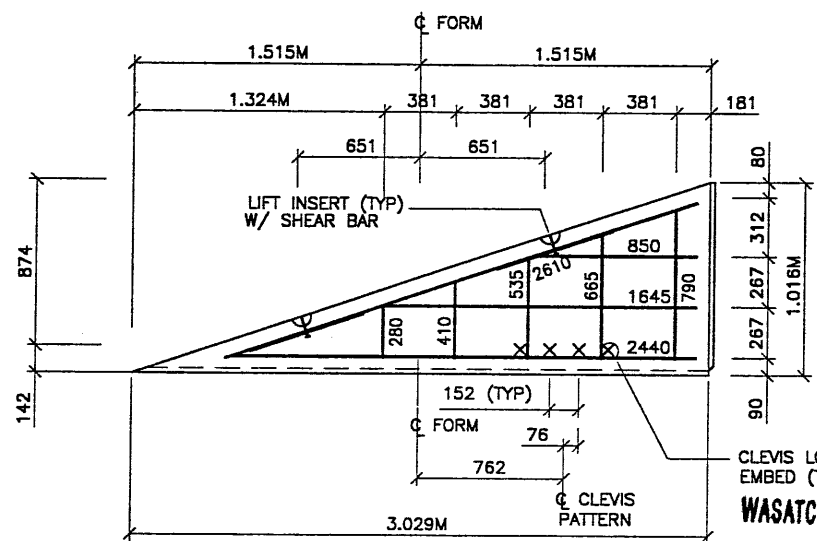 ℄ FORM
1.515M 1.515M
1.324M 381 381 381 381 181
651 651
80
LIFT INSERT (TYP)
W/ SHEAR BAR
874
2610
850
312
535
665
790
267
1.016M
280
410
1645
267
2440
142
90
152 (TYP)
℄ FORM
76
762
CLEVIS
EMBED
℄ CLEVIS
PATTERN
3.029M